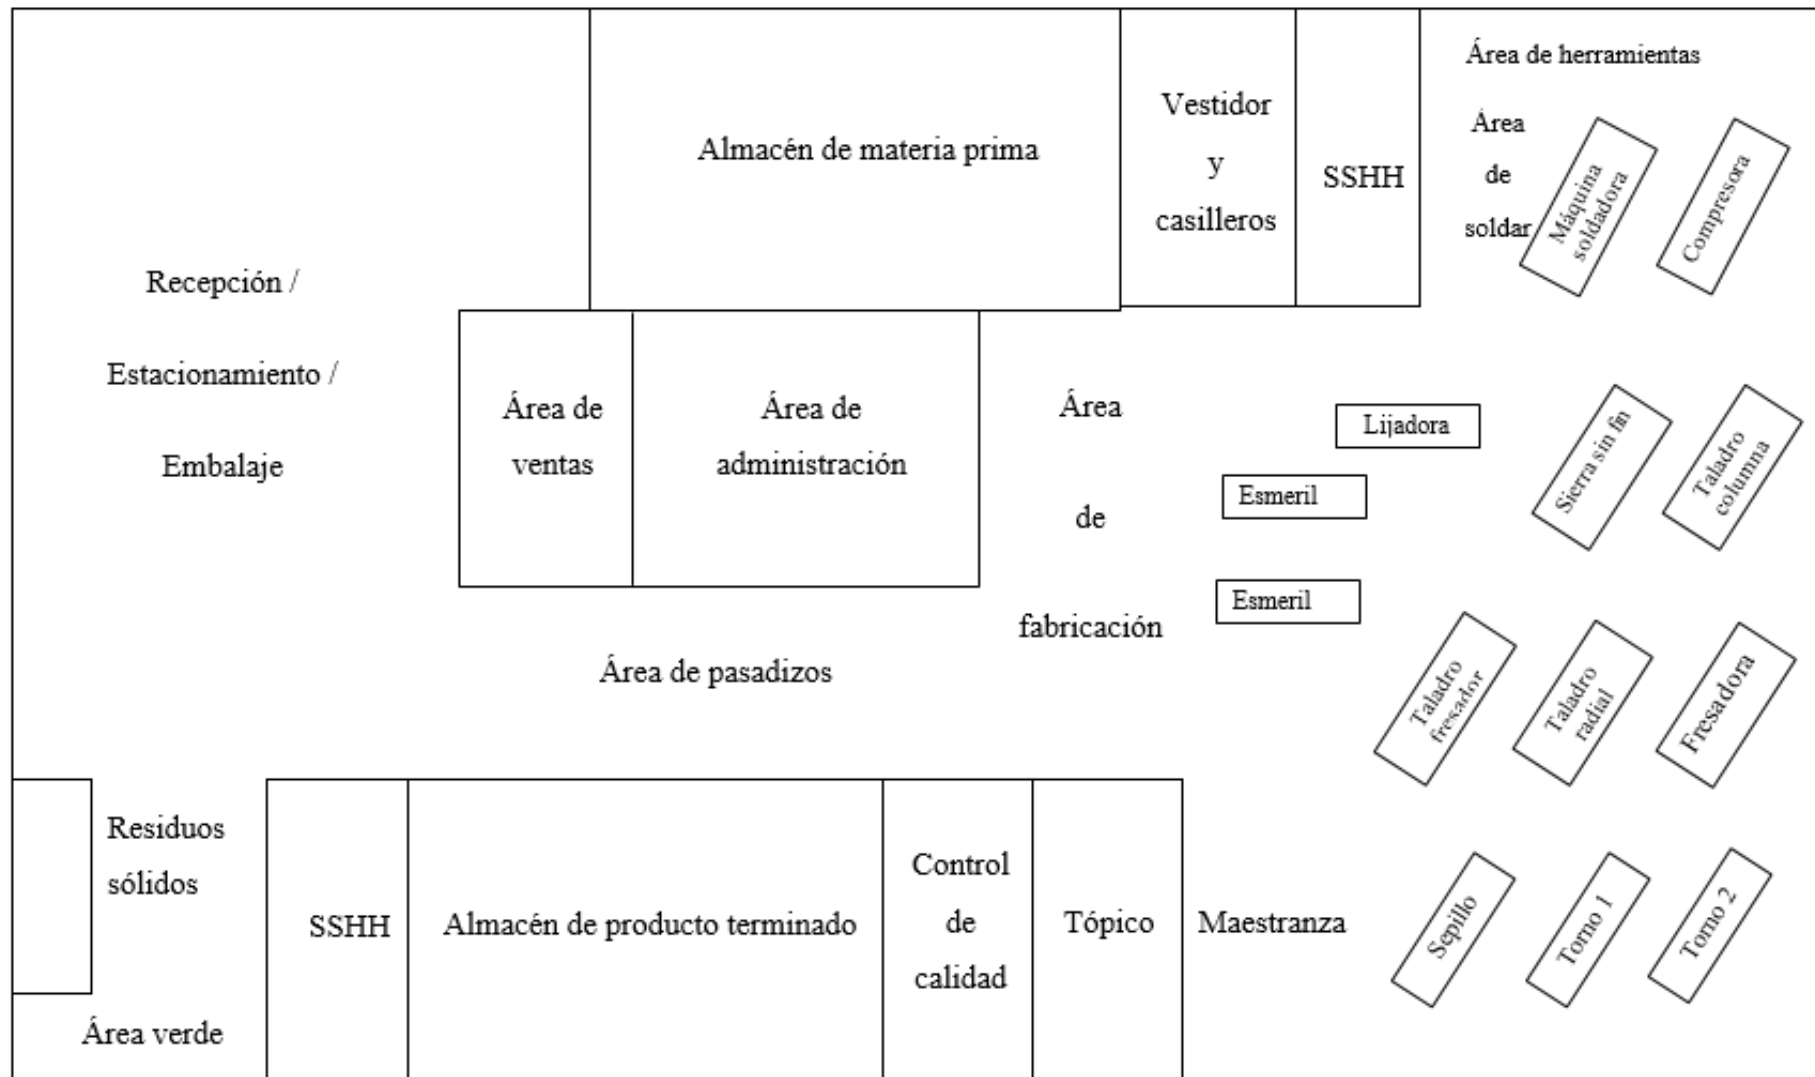 Área de herramientas
Almacén de materia prima
Vestidor
y
casilleros
SSHH
Área
de
soldar
Máquina
soldadora
Compresora
Recepción /
Estacionamiento /
Embalaje
Área de
ventas
Área de
administración
Área
de
fabricación
Lijadora
Esmeril
Esmeril
Sierra sin fin
Taladro
columna
Área de pasadizos
Taladro
fresador
Taladro
radial
Fresadora
Residuos
sólidos
Área verde
SSHH
Almacén de producto terminado
Control
de
calidad
Tópico
Maestranza
Sepillo
Torno 1
Torno 2